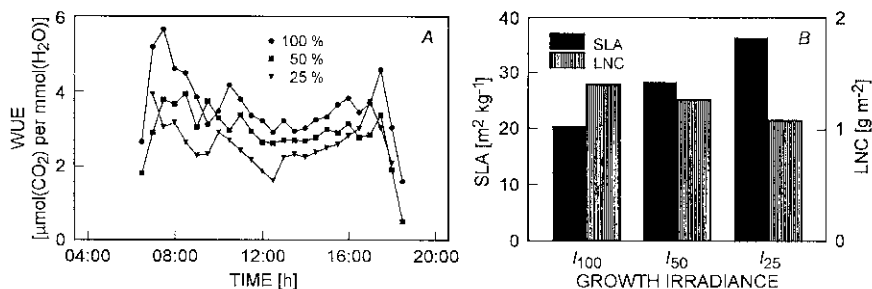 A
100 %
50 %
25 %
WUE
[μmol(CO2) per mmol(H2O)]
6
4
2
0
04:00
08:00
12:00
16:00
20:00
TIME [h]
B
SLA
LNC
SLA [m2 kg-1]
40
30
20
10
0
LNC [g m-2]
2
1
0
I100
I50
I25
GROWTH IRRADIANCE